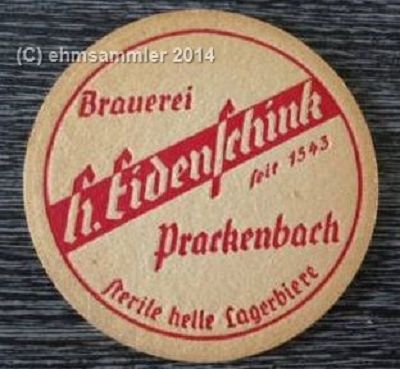 (C) ehmsammler 2014
Brauerei
H. Eidenschink
seit 1543
Prackenbach
sterile helle Lagerbiere